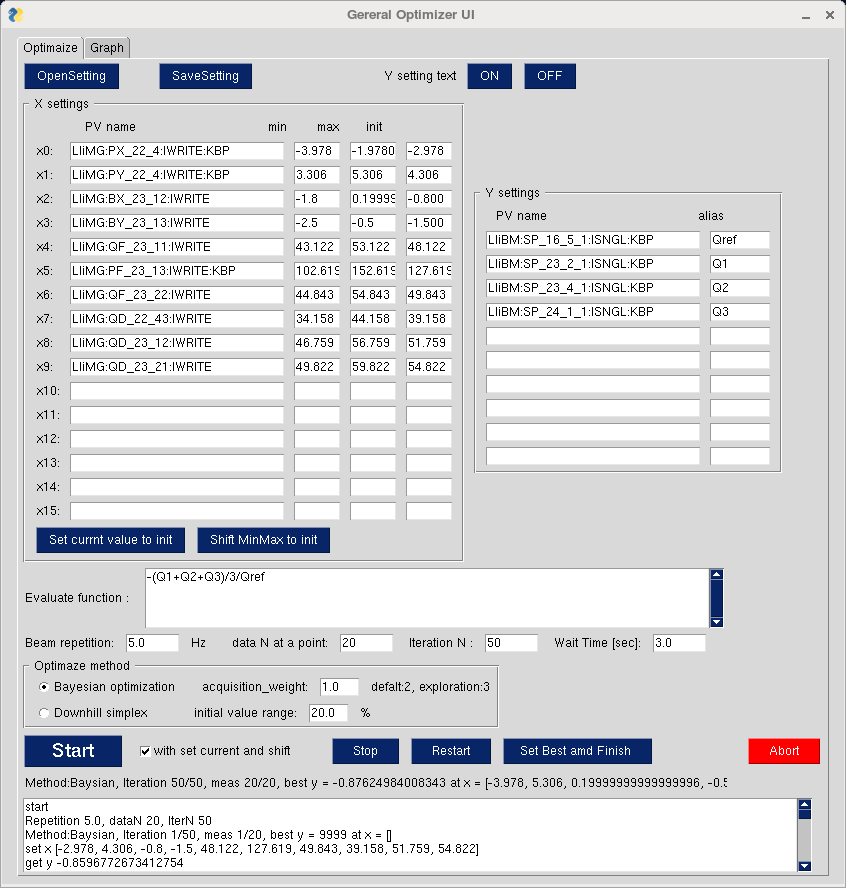 Gereral Optimizer UI
Optimaize Graph
OpenSetting SaveSetting Y setting text ON OFF
X settings
PV name min max init
x0: LIiMG:PX_22_4:IWRITE:KBP -3.978 -1.9780 -2.978
x1: LIiMG:PY_22_4:IWRITE:KBP 3.306 5.306 4.306
x2: LIiMG:BX_23_12:IWRITE -1.8 0.19999 -0.800
x3: LIiMG:BY_23_13:IWRITE -2.5 -0.5 -1.500
x4: LIiMG:QF_23_11:IWRITE 43.122 53.122 48.122
x5: LIiMG:PF_23_13:IWRITE:KBP 102.619 152.619 127.619
x6: LIiMG:QF_23_22:IWRITE 44.843 54.843 49.843
x7: LIiMG:QD_22_43:IWRITE 34.158 44.158 39.158
x8: LIiMG:QD_23_12:IWRITE 46.759 56.759 51.759
x9: LIiMG:QD_23_21:IWRITE 49.822 59.822 54.822
x10:
x11:
x12:
x13:
x14:
x15:
Set currnt value to init Shift MinMax to init
Y settings
PV name alias
LIiBM:SP_16_5_1:ISNGL:KBP Qref
LIiBM:SP_23_2_1:ISNGL:KBP Q1
LIiBM:SP_23_4_1:ISNGL:KBP Q2
LIiBM:SP_24_1_1:ISNGL:KBP Q3
Evaluate function : -(Q1+Q2+Q3)/3/Qref
Beam repetition: 5.0 Hz data N at a point: 20 Iteration N : 50 Wait Time [sec]: 3.0
Optimaze method
Bayesian optimization acquisition_weight: 1.0 defalt:2, exploration:3
Downhill simplex initial value range: 20.0 %
Start with set current and shift Stop Restart Set Best amd Finish Abort
Method:Baysian, Iteration 50/50, meas 20/20, best y = -0.87624984008343 at x = [-3.978, 5.306, 0.19999999999999996, -0.5
start
Repetition 5.0, dataN 20, IterN 50
Method:Baysian, Iteration 1/50, meas 1/20, best y = 9999 at x = []
set x [-2.978, 4.306, -0.8, -1.5, 48.122, 127.619, 49.843, 39.158, 51.759, 54.822]
get y -0.8596772673412754